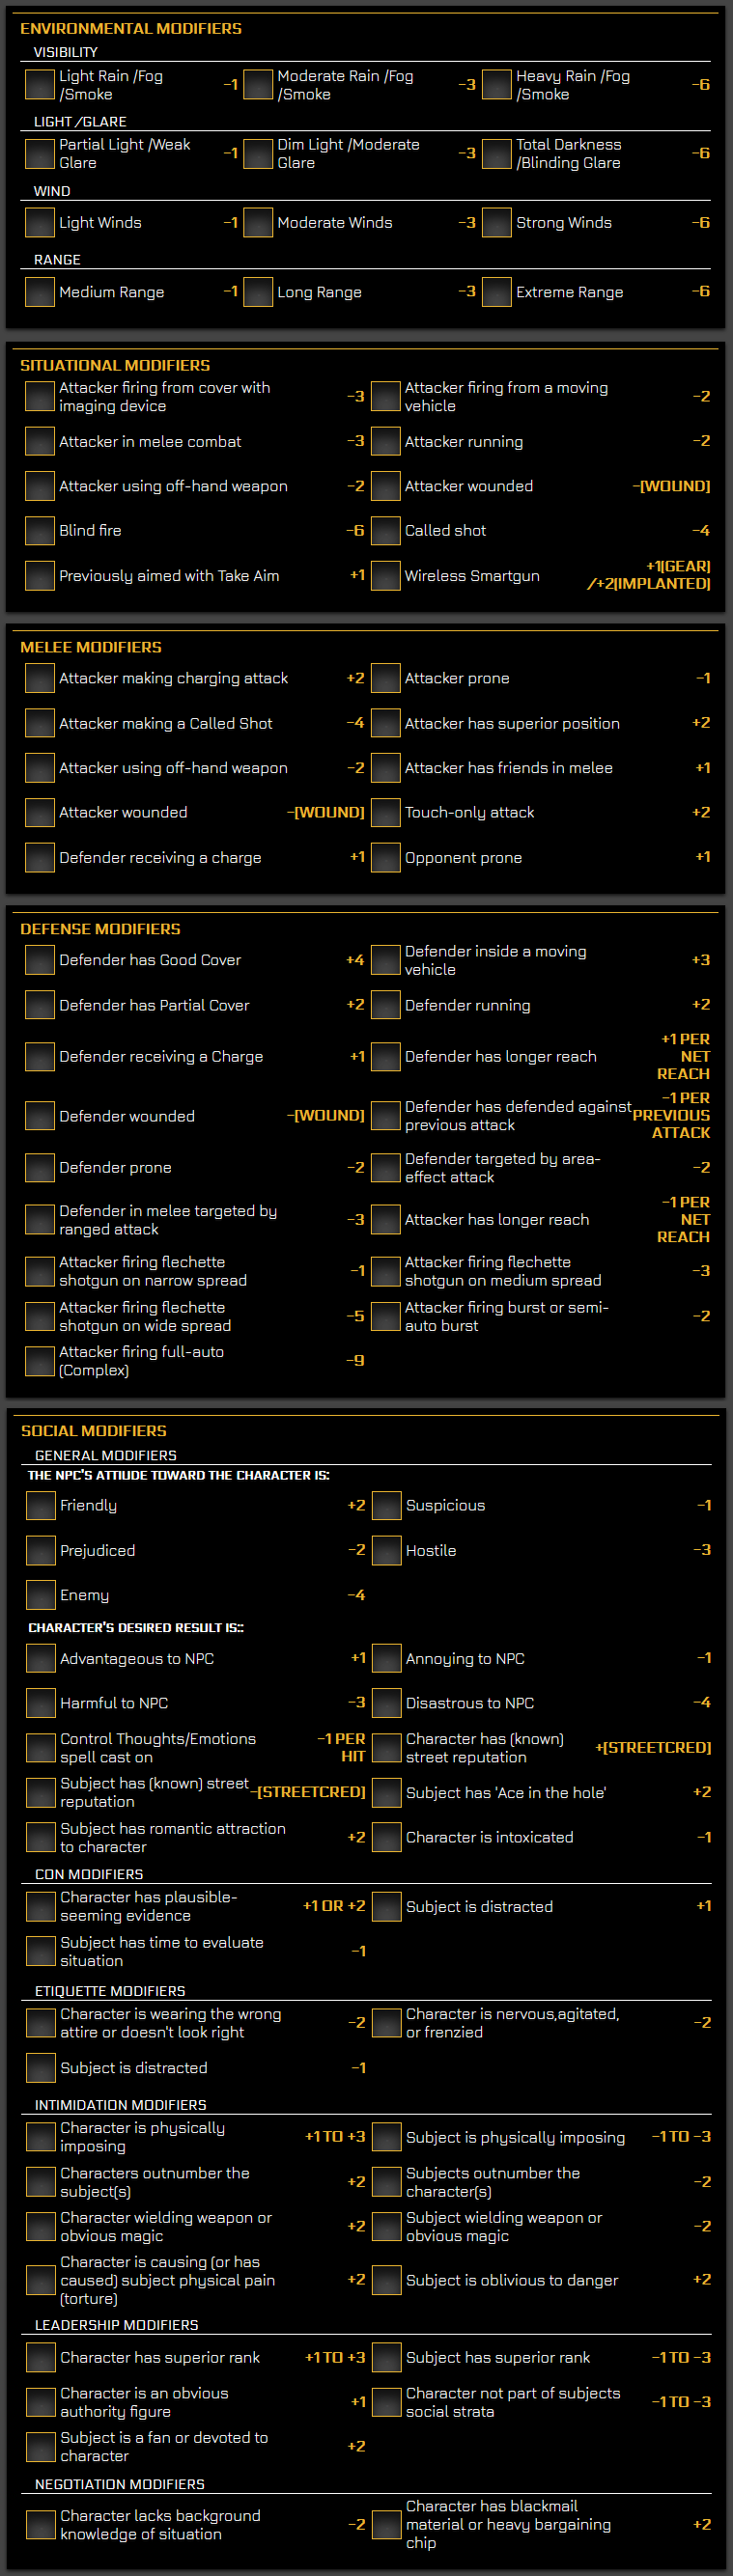 ENVIRONMENTAL MODIFIERS
VISIBILITY
Light Rain /Fog /Smoke -1 Moderate Rain /Fog /Smoke -3 Heavy Rain /Fog /Smoke -6
LIGHT /GLARE
Partial Light /Weak Glare -1 Dim Light /Moderate Glare -3 Total Darkness /Blinding Glare -6
WIND
Light Winds -1 Moderate Winds -3 Strong Winds -6
RANGE
Medium Range -1 Long Range -3 Extreme Range -6
SITUATIONAL MODIFIERS
Attacker firing from cover with imaging device -3 Attacker firing from a moving vehicle -2
Attacker in melee combat -3 Attacker running -2
Attacker using off-hand weapon -2 Attacker wounded -[WOUND]
Blind fire -6 Called shot -4
Previously aimed with Take Aim +1 Wireless Smartgun +1[GEAR] /+2[IMPLANTED]
MELEE MODIFIERS
Attacker making charging attack +2 Attacker prone -1
Attacker making a Called Shot -4 Attacker has superior position +2
Attacker using off-hand weapon -2 Attacker has friends in melee +1
Attacker wounded -[WOUND] Touch-only attack +2
Defender receiving a charge +1 Opponent prone +1
DEFENSE MODIFIERS
Defender has Good Cover +4 Defender inside a moving vehicle +3
Defender has Partial Cover +2 Defender running +2
Defender receiving a Charge +1 Defender has longer reach +1 PER NET REACH
Defender wounded -[WOUND] Defender has defended against previous attack -1 PER PREVIOUS ATTACK
Defender prone -2 Defender targeted by area-effect attack -2
Defender in melee targeted by ranged attack -3 Attacker has longer reach -1 PER NET REACH
Attacker firing flechette shotgun on narrow spread -1 Attacker firing flechette shotgun on medium spread -3
Attacker firing flechette shotgun on wide spread -5 Attacker firing burst or semi-auto burst -2
Attacker firing full-auto (Complex) -9
SOCIAL MODIFIERS
GENERAL MODIFIERS
THE NPC'S ATTIUDE TOWARD THE CHARACTER IS:
Friendly +2 Suspicious -1
Prejudiced -2 Hostile -3
Enemy -4
CHARACTER'S DESIRED RESULT IS::
Advantageous to NPC +1 Annoying to NPC -1
Harmful to NPC -3 Disastrous to NPC -4
Control Thoughts/Emotions spell cast on -1 PER HIT Character has (known) street reputation +[STREETCRED]
Subject has (known) street reputation -[STREETCRED] Subject has 'Ace in the hole' +2
Subject has romantic attraction to character +2 Character is intoxicated -1
CON MODIFIERS
Character has plausible-seeming evidence +1 OR +2 Subject is distracted +1
Subject has time to evaluate situation -1
ETIQUETTE MODIFIERS
Character is wearing the wrong attire or doesn't look right -2 Character is nervous,agitated, or frenzied -2
Subject is distracted -1
INTIMIDATION MODIFIERS
Character is physically imposing +1 TO +3 Subject is physically imposing -1 TO -3
Characters outnumber the subject(s) +2 Subjects outnumber the character(s) -2
Character wielding weapon or obvious magic +2 Subject wielding weapon or obvious magic -2
Character is causing (or has caused) subject physical pain (torture) +2 Subject is oblivious to danger +2
LEADERSHIP MODIFIERS
Character has superior rank +1 TO +3 Subject has superior rank -1 TO -3
Character is an obvious authority figure +1 Character not part of subjects social strata -1 TO -3
Subject is a fan or devoted to character +2
NEGOTIATION MODIFIERS
Character lacks background knowledge of situation -2 Character has blackmail material or heavy bargaining chip +2